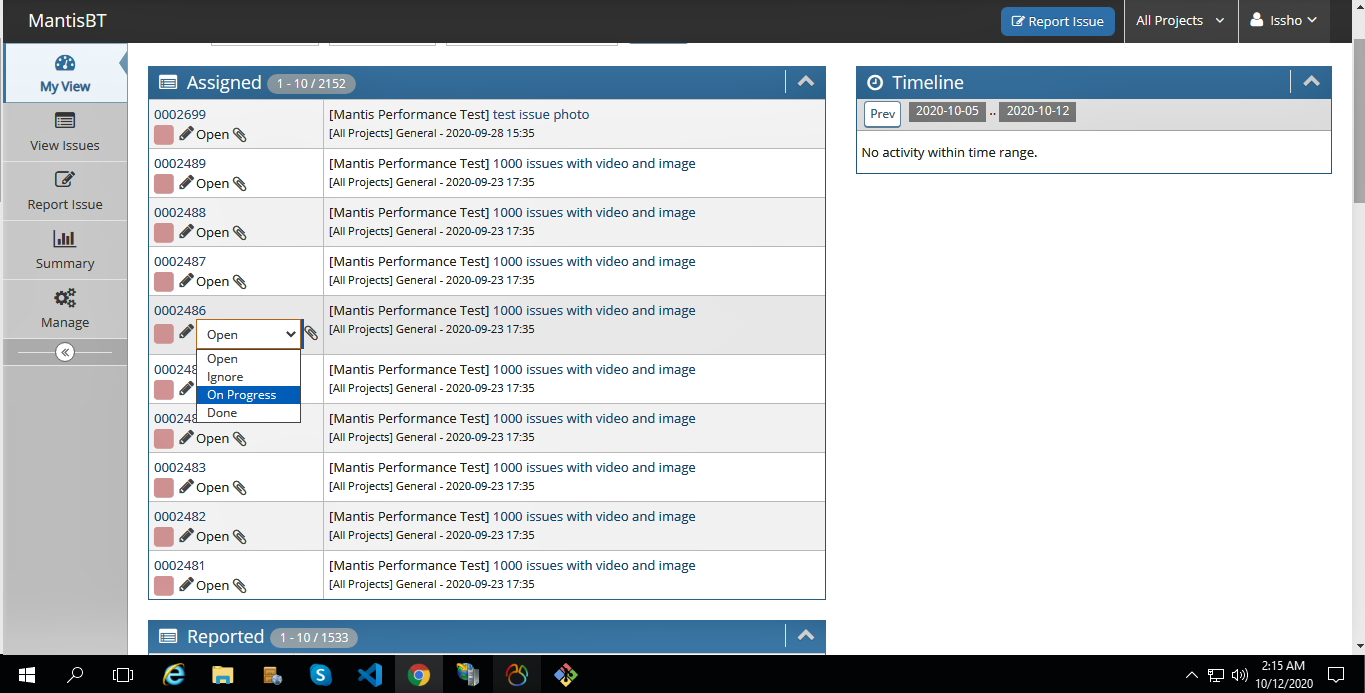 MantisBT
Report Issue
All Projects
Issho
My View
View Issues
Report Issue
Summary
Manage
Assigned 1 - 10 / 2152
0002699
Open
[Mantis Performance Test] test issue photo
[All Projects] General - 2020-09-28 15:35
0002489
Open
[Mantis Performance Test] 1000 issues with video and image
[All Projects] General - 2020-09-23 17:35
0002488
Open
[Mantis Performance Test] 1000 issues with video and image
[All Projects] General - 2020-09-23 17:35
0002487
Open
[Mantis Performance Test] 1000 issues with video and image
[All Projects] General - 2020-09-23 17:35
0002486
Open
Open
Ignore
On Progress
Done
[Mantis Performance Test] 1000 issues with video and image
[All Projects] General - 2020-09-23 17:35
[Mantis Performance Test] 1000 issues with video and image
[All Projects] General - 2020-09-23 17:35
Open
[Mantis Performance Test] 1000 issues with video and image
[All Projects] General - 2020-09-23 17:35
0002483
Open
[Mantis Performance Test] 1000 issues with video and image
[All Projects] General - 2020-09-23 17:35
0002482
Open
[Mantis Performance Test] 1000 issues with video and image
[All Projects] General - 2020-09-23 17:35
0002481
Open
[Mantis Performance Test] 1000 issues with video and image
[All Projects] General - 2020-09-23 17:35
Reported 1 - 10 / 1533
Timeline
Prev 2020-10-05 .. 2020-10-12
No activity within time range.
2:15 AM
10/12/2020